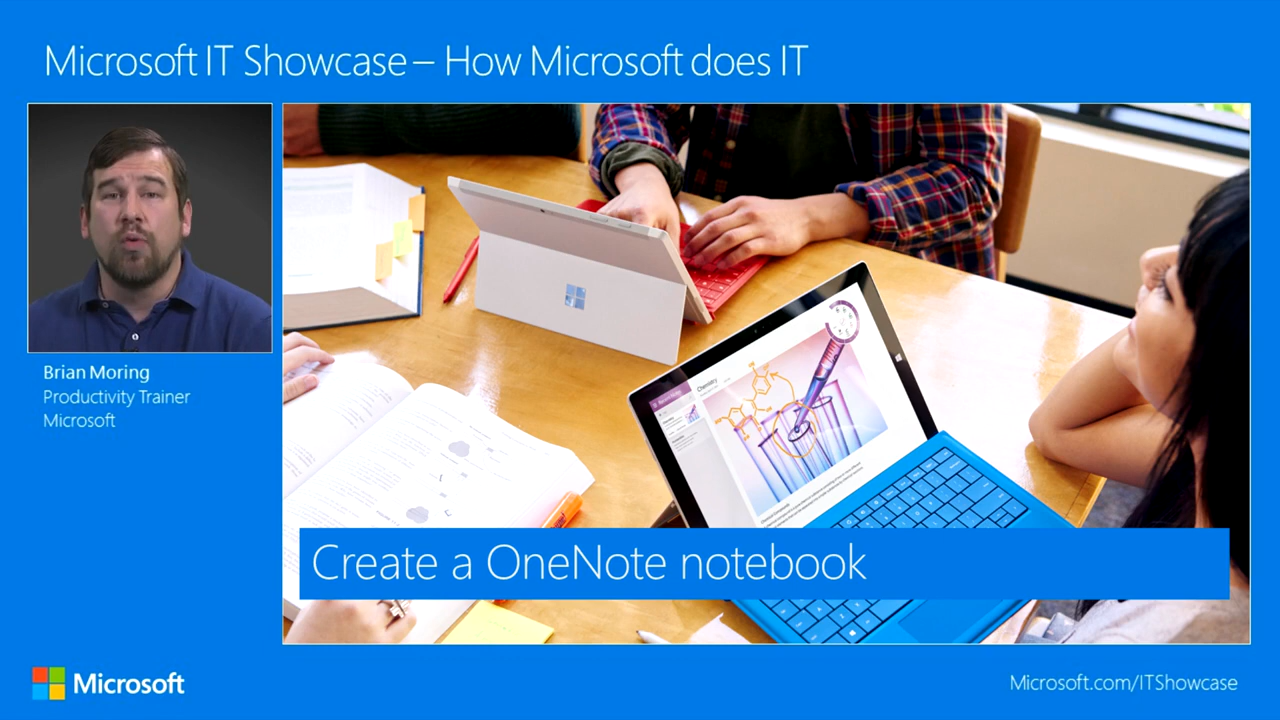 Microsoft IT Showcase – How Microsoft does IT
Brian Moring
Productivity Trainer
Microsoft
Chemistry
Create a OneNote notebook
Microsoft
Microsoft.com/ITShowcase